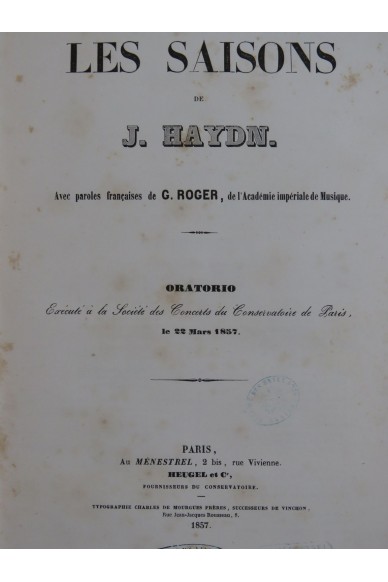 LES SAISONS
DE
J. HAYDN.
Avec paroles françaises de G. ROGER, de l'Académie impériale de Musique.
ORATORIO
Exécuté à la Société des Concerts du Conservatoire de Paris,
le 22 Mars 1857.
PARIS,
Au MÉNESTREL, 2 bis, rue Vivienne.
HEUGEL et Cⁱᵉ,
FOURNISSEURS DU CONSERVATOIRE.
TYPOGRAPHIE CHARLES DE MOURGUES FRÈRES, SUCCESSEURS DE VINCHON,
Rue Jean-Jacques Rousseau, 8.
1857.